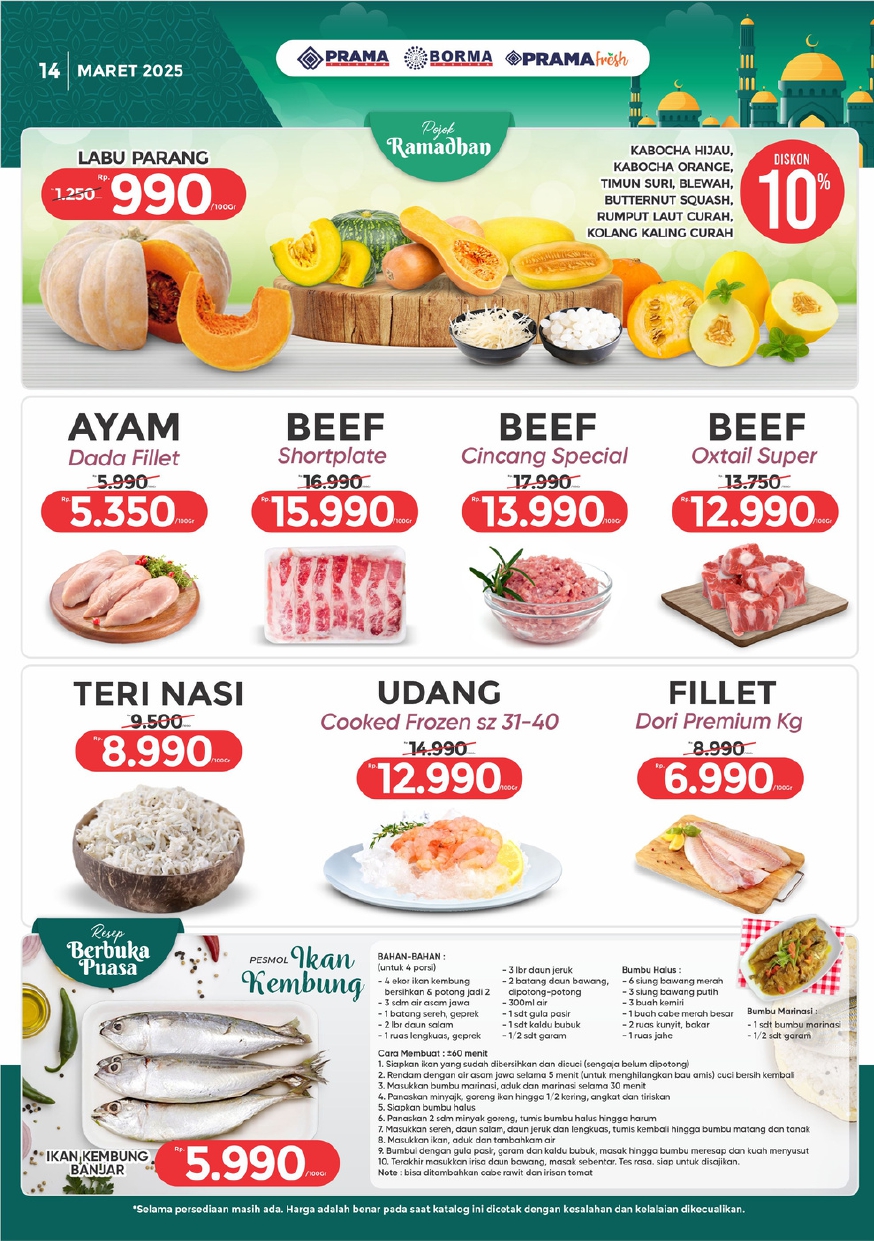 14 MARET 2025
PRAMA
BORMA
PRAMA fresh
Pojok
Ramadhan
LABU PARANG
Rp. 1.250 990 /100Gr
KABOCHA HIJAU,
KABOCHA ORANGE,
TIMUN SURI, BLEWAH,
BUTTERNUT SQUASH,
RUMPUT LAUT CURAH,
KOLANG KALING CURAH
DISKON
10%
AYAM
Dada Fillet
5.990
Rp. 5.350 /100Gr
BEEF
Shortplate
16.990
Rp. 15.990 /100Gr
BEEF
Cincang Special
17.990
Rp. 13.990 /100Gr
BEEF
Oxtail Super
13.750
Rp. 12.990 /100Gr
TERI NASI
9.500
Rp. 8.990 /100Gr
UDANG
Cooked Frozen sz 31-40
14.990
Rp. 12.990 /100Gr
FILLET
Dori Premium Kg
8.990
Rp. 6.990 /100Gr
Resep
Berbuka
Puasa
PESMOL Ikan
Kembung
IKAN KEMBUNG
BANJAR
Rp. 5.990 /100Gr
BAHAN-BAHAN :
(untuk 4 porsi)
- 4 ekor ikan kembung
bersihkan & potong jadi 2
- 3 sdm air asam jawa
- 1 batang sereh, geprek
- 2 lbr daun salam
- 1 ruas lengkuas, geprek
- 3 lbr daun jeruk
- 2 batang daun bawang,
dipotong-potong
- 300ml air
- 1 sdt gula pasir
- 1 sdt kaldu bubuk
- 1/2 sdt garam
Bumbu Halus :
- 6 siung bawang merah
- 3 siung bawang putih
- 3 buah kemiri
- 1 buah cabe merah besar
- 2 ruas kunyit, bakar
- 1 ruas jahe
Bumbu Marinasi :
- 1 sdt bumbu marinasi
- 1/2 sdt garam
Cara Membuat : ±60 menit
1. Siapkan ikan yang sudah dibersihkan dan dicuci (sengaja belum dipotong)
2. Rendam dengan air asam jawa selama 5 menit (untuk menghilangkan bau amis) cuci bersih kembali
3. Masukkan bumbu marinasi, aduk dan marinasi selama 30 menit
4. Panaskan minyajk, goreng ikan hingga 1/2 kering, angkat dan tiriskan
5. Siapkan bumbu halus
6. Panaskan 2 sdm minyak goreng, tumis bumbu halus hingga harum
7. Masukkan sereh, daun salam, daun jeruk dan lengkuas, tumis kembali hingga bumbu matang dan tanak
8. Masukkan ikan, aduk dan tambahkam air
9. Bumbui dengan gula pasir, garam dan kaldu bubuk, masak hingga bumbu meresap dan kuah menyusut
10. Terakhir masukkan irisa daun bawang, masak sebentar. Tes rasa. siap untuk disajikan.
Note : bisa ditambahkan cabe rawit dan irisan tomat
*Selama persediaan masih ada. Harga adalah benar pada saat katalog ini dicetak dengan kesalahan dan kelalaian dikecualikan.